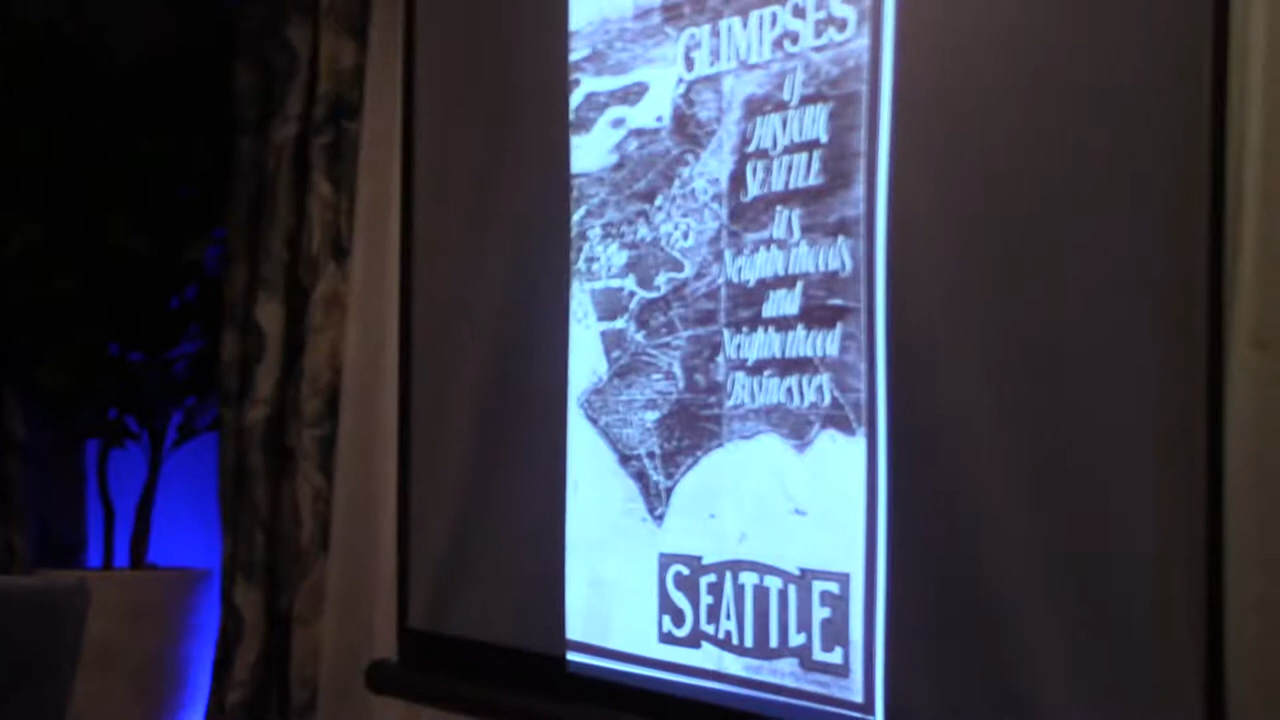 GLIMPSES
of
HISTORIC
SEATTLE
its
Neighborhoods
and
Neighborhood
Businesses
SEATTLE